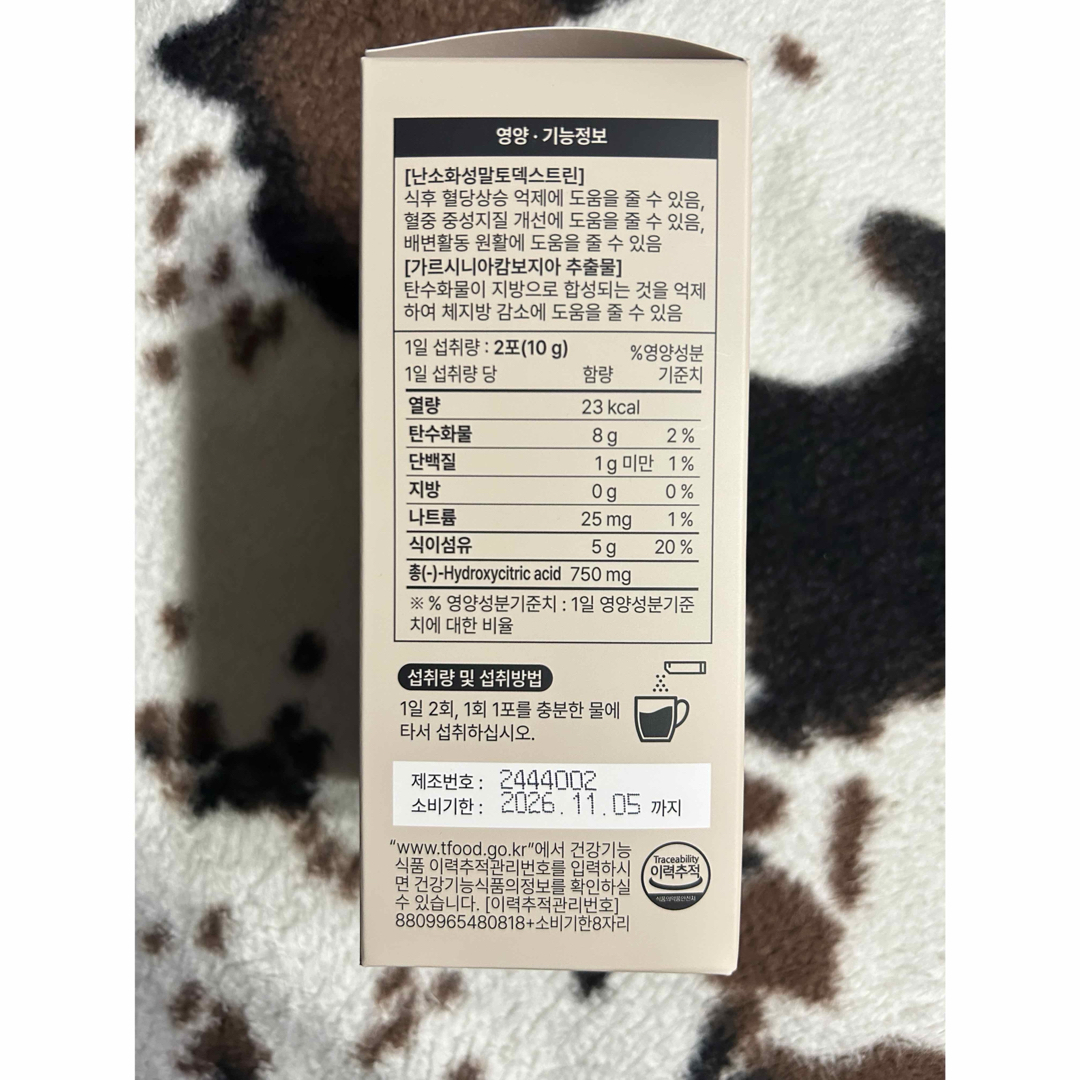 영양 · 기능정보
[난소화성말토덱스트린]
식후 혈당상승 억제에 도움을 줄 수 있음,
혈중 중성지질 개선에 도움을 줄 수 있음,
배변활동 원활에 도움을 줄 수 있음
[가르시니아캄보지아 추출물]
탄수화물이 지방으로 합성되는 것을 억제
하여 체지방 감소에 도움을 줄 수 있음
1일 섭취량 : 2포(10 g)
%영양성분
1일 섭취량 당 함량 기준치
열량 23 kcal
탄수화물 8 g 2 %
단백질 1 g 미만 1 %
지방 0 g 0 %
나트륨 25 mg 1 %
식이섬유 5 g 20 %
총(-)-Hydroxycitric acid 750 mg
※ % 영양성분기준치 : 1일 영양성분기준
치에 대한 비율
섭취량 및 섭취방법
1일 2회, 1회 1포를 충분한 물에
타서 섭취하십시오.
제조번호 : 2444002
소비기한 : 2026.11.05 까지
"www.tfood.go.kr"에서 건강기능
식품 이력추적관리번호를 입력하시
면 건강기능식품의정보를 확인하실
수 있습니다. [이력추적관리번호]
8809965480818+소비기한8자리
Traceability
이력추적
식품의약품안전처